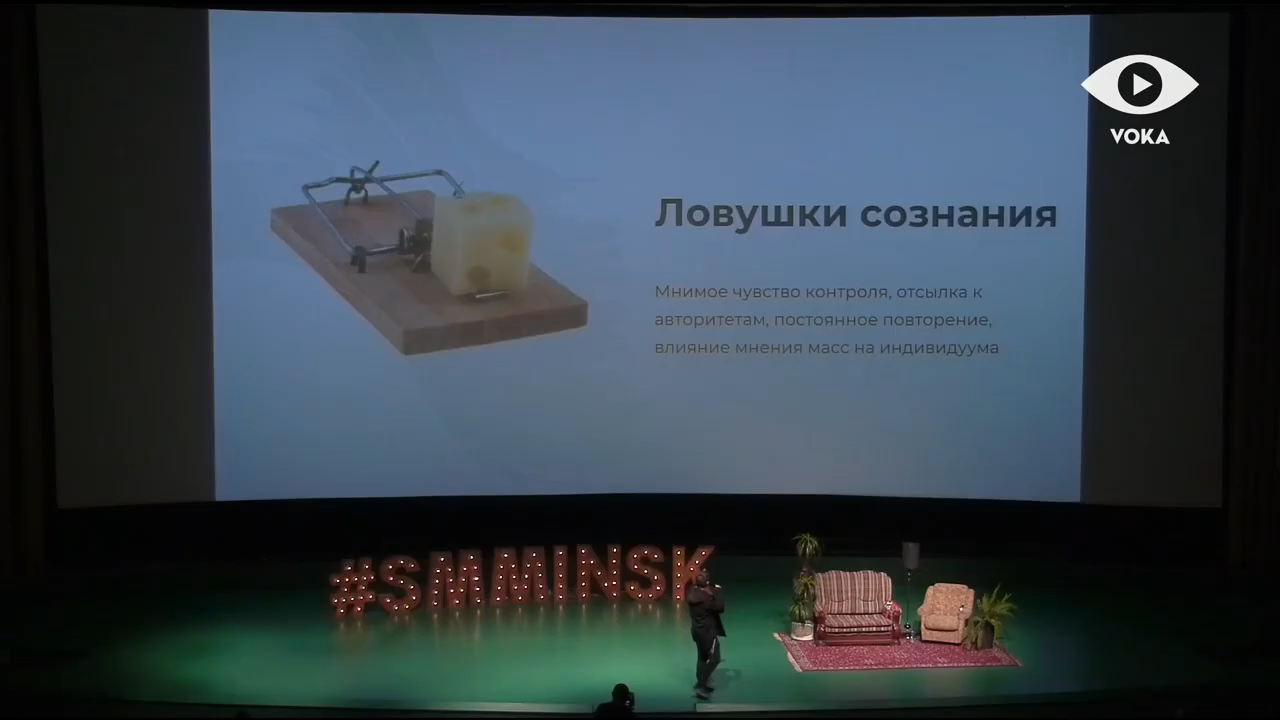 VOKA
Ловушки сознания
Мнимое чувство контроля, отсылка к
авторитетам, постоянное повторение,
влияние мнения масс на индивидуума
#SMMINSK